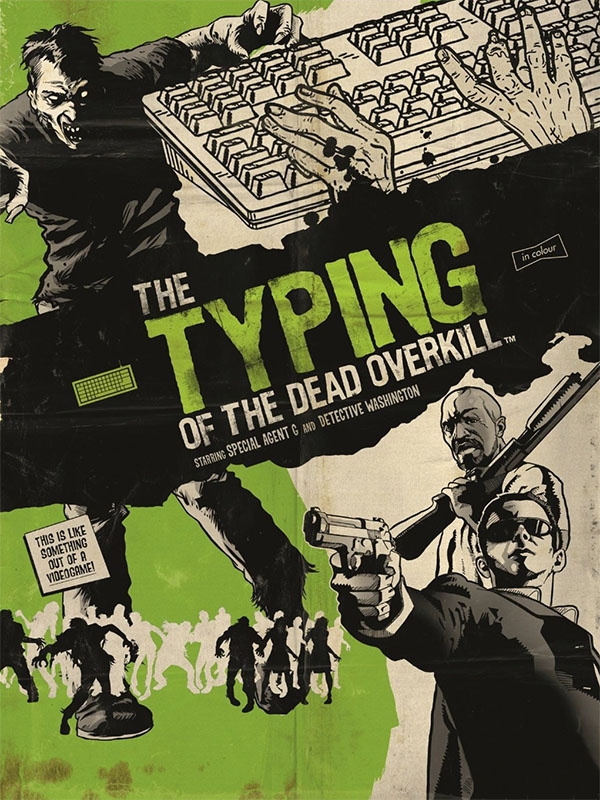 in colour
THE
TYPING
OF THE DEAD OVERKILL™
STARRING SPECIAL AGENT G AND DETECTIVE WASHINGTON
THIS IS LIKE
SOMETHING
OUT OF A
VIDEOGAME!